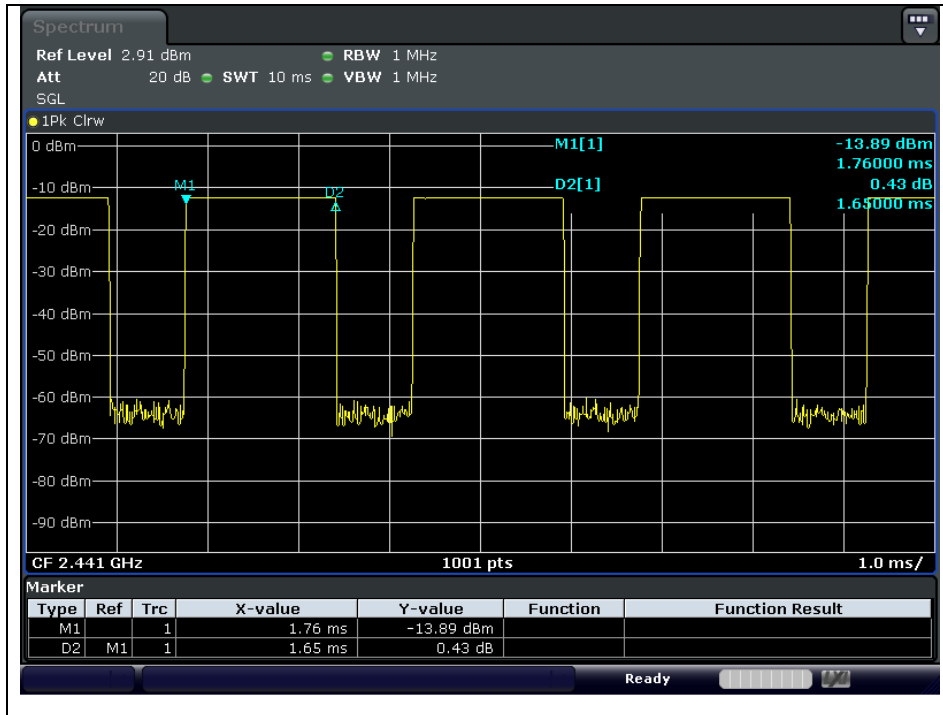 Spectrum
Ref Level 2.91 dBm RBW 1 MHz
Att 20 dB SWT 10 ms VBW 1 MHz
SGL
1Pk Clrw
M1[1] -13.89 dBm
1.76000 ms
D2[1] 0.43 dB
1.65000 ms
0 dBm
-10 dBm
M1
D2
-20 dBm
-30 dBm
-40 dBm
-50 dBm
-60 dBm
-70 dBm
-80 dBm
-90 dBm
CF 2.441 GHz 1001 pts 1.0 ms/
Marker
Type Ref Trc X-value Y-value Function Function Result
M1 1 1.76 ms -13.89 dBm
D2 M1 1 1.65 ms 0.43 dB
Ready